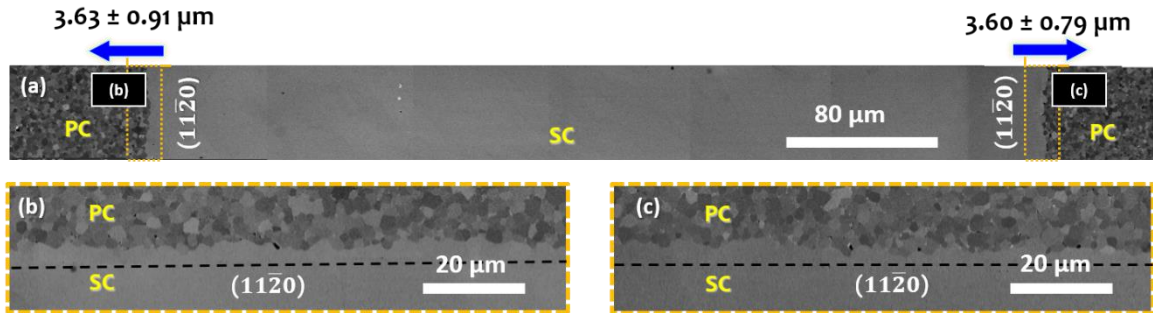 3.63 ± 0.91 μm
3.60 ± 0.79 μm
(a)
(b)
PC
(112̅0)
SC
80 μm
(112̅0)
(c)
PC
(b)
PC
SC
(112̅0)
20 μm
(c)
PC
SC
(112̅0)
20 μm